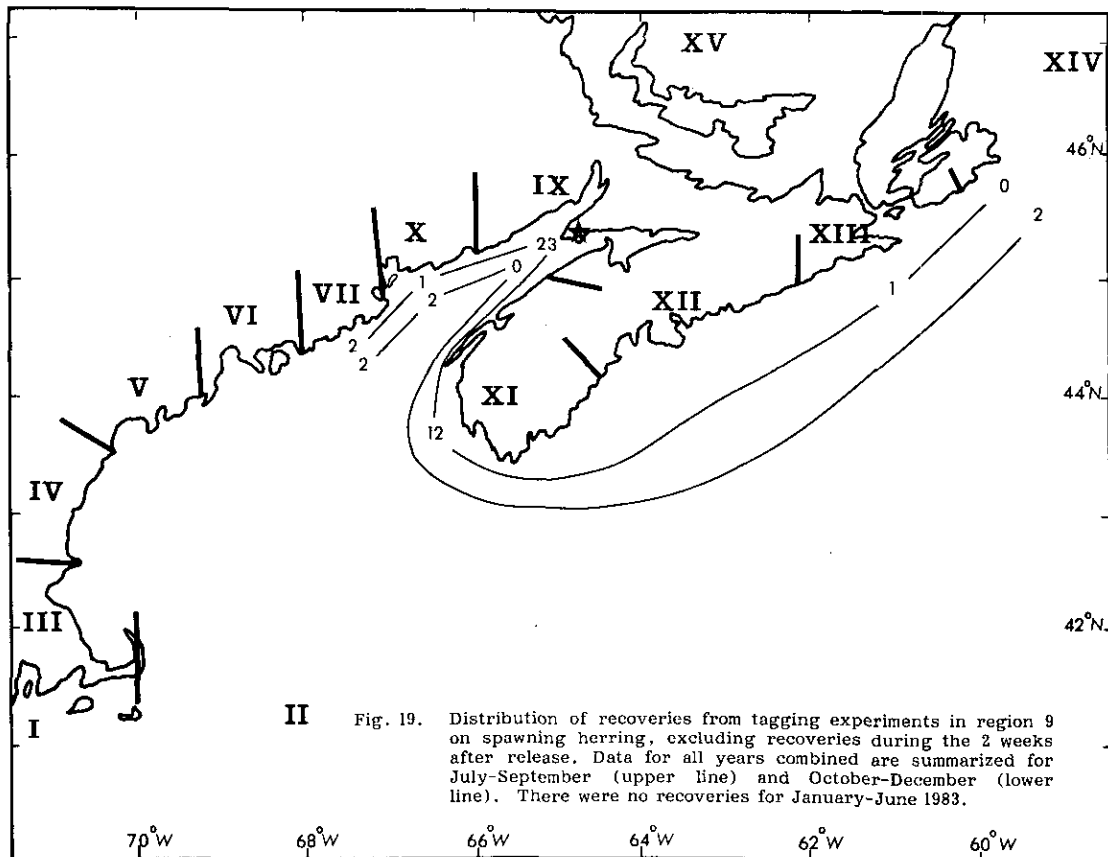 XV
XIV
46°N
IX
0
2
X
23
XIII
1
0
2
VII
XII
1
VI
2
2
44°N
V
XI
12
IV
III
42°N.
I
II
Fig. 19. Distribution of recoveries from tagging experiments in region 9
on spawning herring, excluding recoveries during the 2 weeks
after release. Data for all years combined are summarized for
July-September (upper line) and October-December (lower
line). There were no recoveries for January-June 1983.
70°W 68°W 66°W 64°W 62°W 60°W